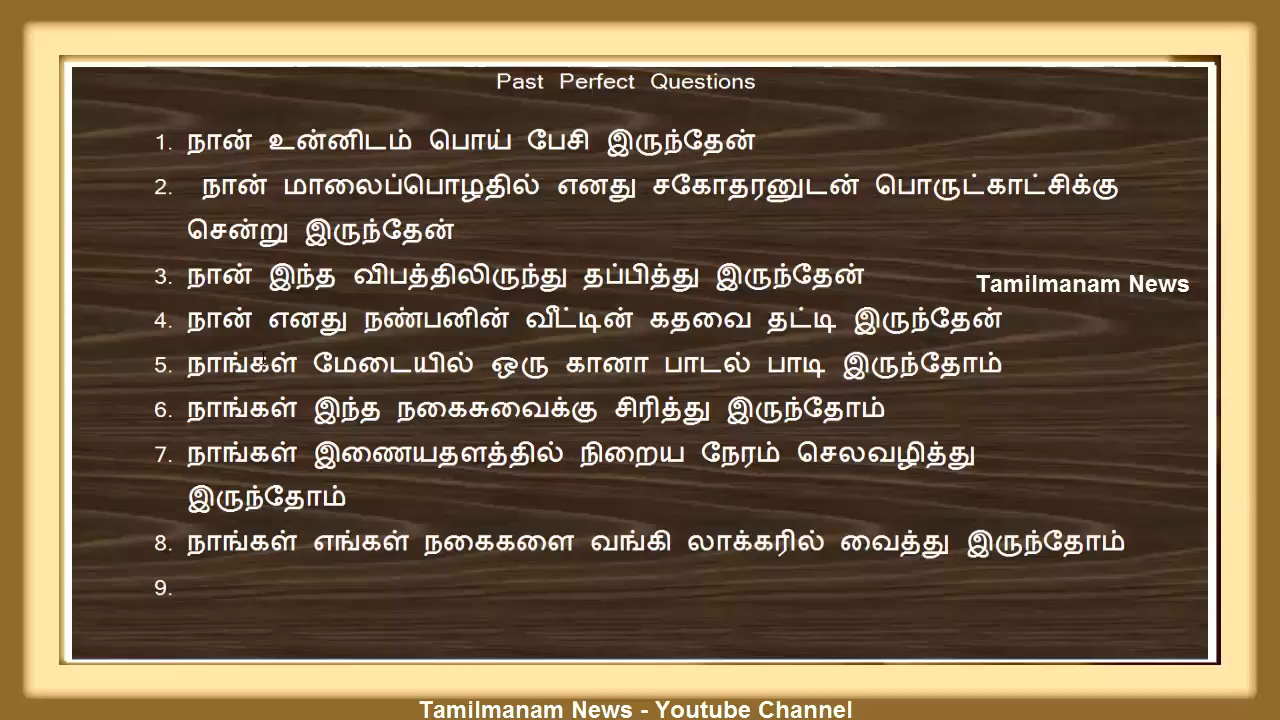 Past Perfect Questions
1. நான் உன்னிடம் பொய் பேசி இருந்தேன்
2. நான் மாலைப்பொழதில் எனது சகோதரனுடன் பொருட்காட்சிக்கு
சென்று இருந்தேன்
3. நான் இந்த விபத்திலிருந்து தப்பித்து இருந்தேன்
Tamilmanam News
4. நான் எனது நண்பனின் வீட்டின் கதவை தட்டி இருந்தேன்
5. நாங்கள் மேடையில் ஒரு கானா பாடல் பாடி இருந்தோம்
6. நாங்கள் இந்த நகைசுவைக்கு சிரித்து இருந்தோம்
7. நாங்கள் இணையதளத்தில் நிறைய நேரம் செலவழித்து
இருந்தோம்
8. நாங்கள் எங்கள் நகைகளை வங்கி லாக்கரில் வைத்து இருந்தோம்
9.
Tamilmanam News - Youtube Channel